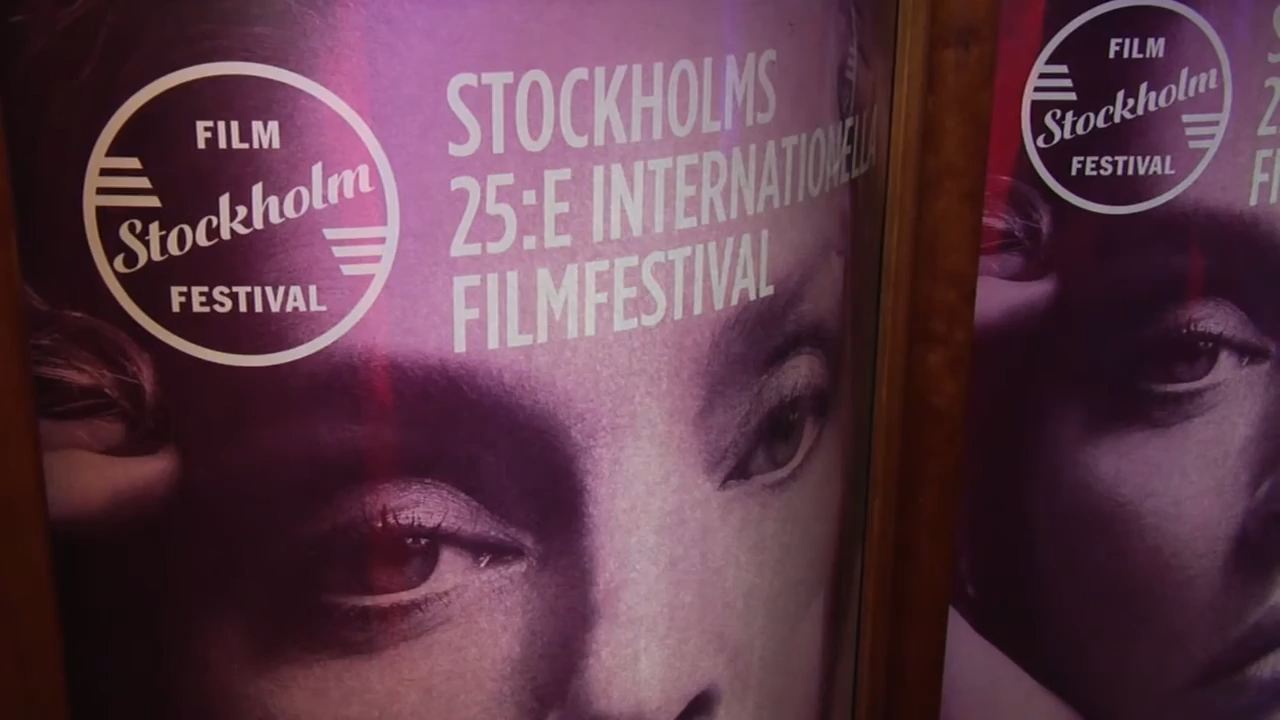 FILM
Stockholm
FESTIVAL
STOCKHOLMS
25:E INTERNATIONELLA
FILMFESTIVAL
FILM
Stockholm
FESTIVAL